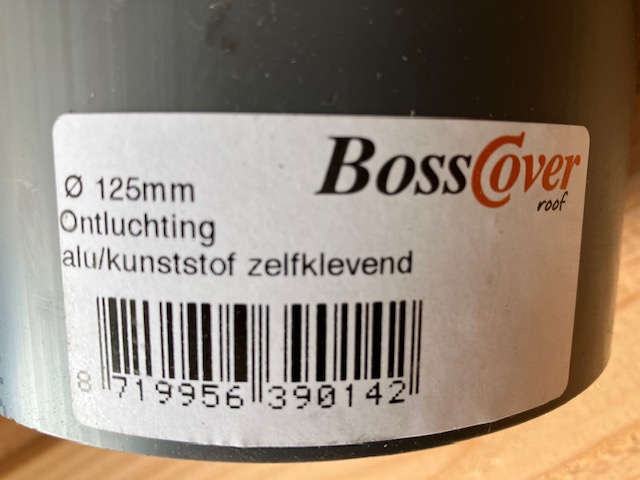 BossCover
roof
Ø 125mm
Ontluchting
alu/kunststof zelfklevend
8 719956 390142